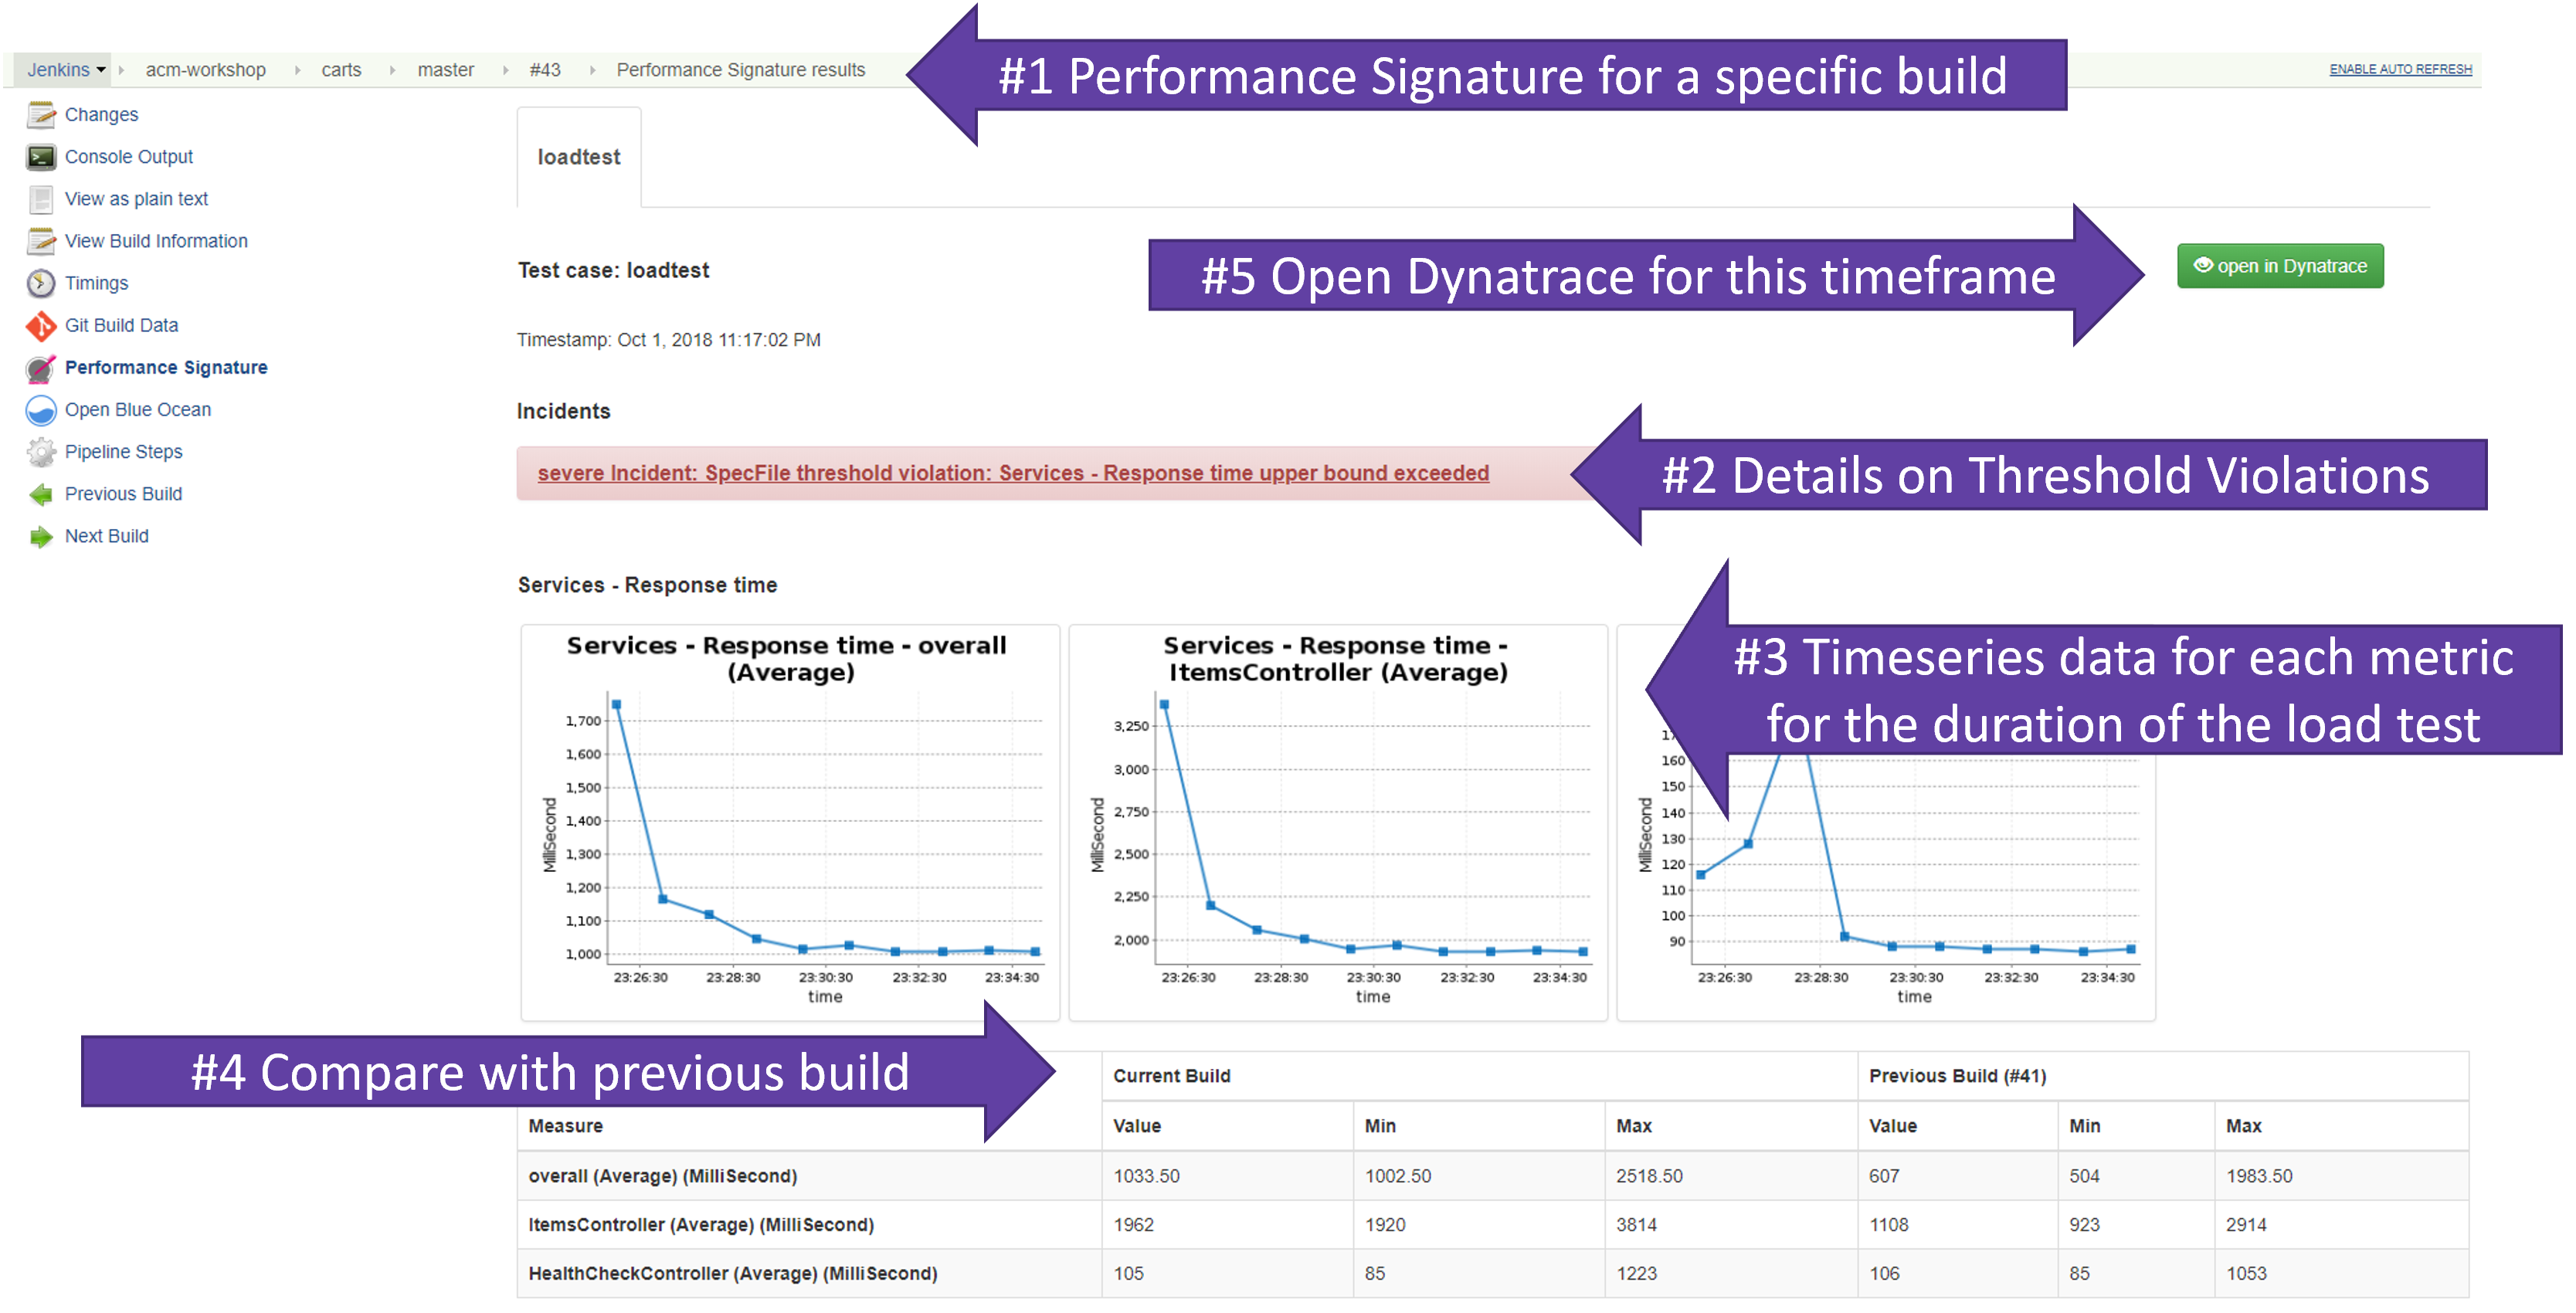 Jenkins acm-workshop carts master #43 Performance Signature results
#1 Performance Signature for a specific build
ENABLE AUTO REFRESH
Changes
Console Output
View as plain text
View Build Information
Timings
Git Build Data
Performance Signature
Open Blue Ocean
Pipeline Steps
Previous Build
Next Build
loadtest
Test case: loadtest
#5 Open Dynatrace for this timeframe
open in Dynatrace
Timestamp: Oct 1, 2018 11:17:02 PM
Incidents
severe Incident: SpecFile threshold violation: Services - Response time upper bound exceeded
#2 Details on Threshold Violations
Services - Response time
Services - Response time - overall
(Average)
1,700
1,600
1,500
1,400
1,300
1,200
1,100
1,000
MilliSecond
23:26:30 23:28:30 23:30:30 23:32:30 23:34:30
time
Services - Response time -
ItemsController (Average)
3,250
3,000
2,750
2,500
2,250
2,000
MilliSecond
23:26:30 23:28:30 23:30:30 23:32:30 23:34:30
time
#3 Timeseries data for each metric
for the duration of the load test
160
150
140
130
120
110
100
90
MilliSecond
23:26:30 23:28:30 23:30:30 23:32:30 23:34:30
time
#4 Compare with previous build
Current Build Previous Build (#41)
Measure Value Min Max Value Min Max
overall (Average) (MilliSecond) 1033.50 1002.50 2518.50 607 504 1983.50
ItemsController (Average) (MilliSecond) 1962 1920 3814 1108 923 2914
HealthCheckController (Average) (MilliSecond) 105 85 1223 106 85 1053